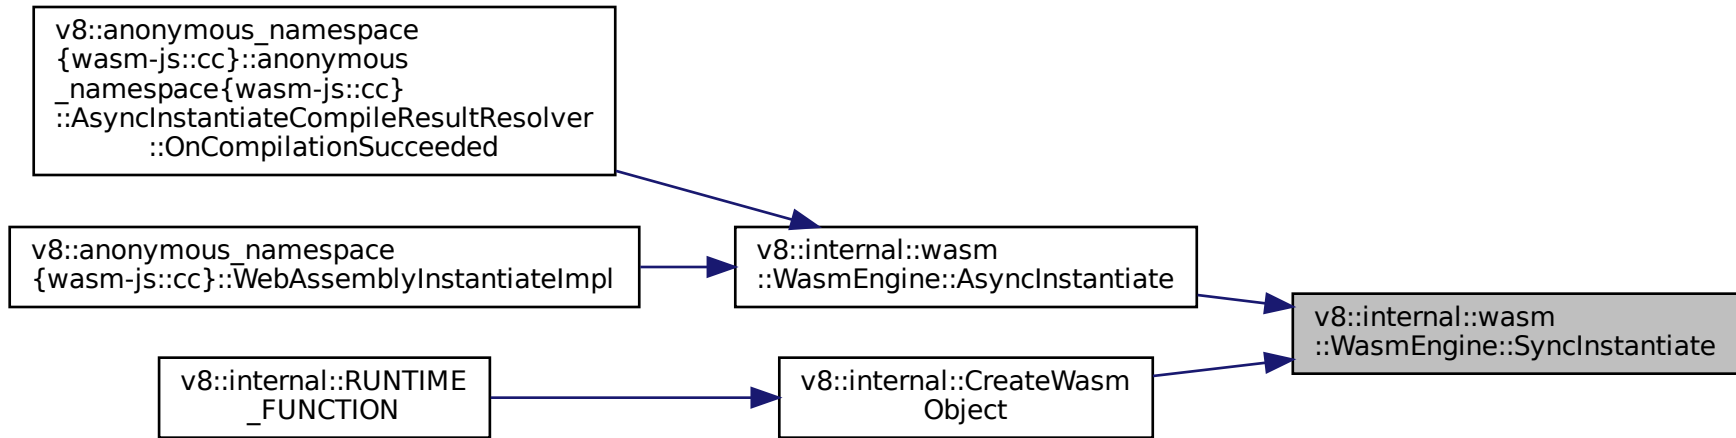 v8::anonymous_namespace
{wasm-js::cc}::anonymous
_namespace{wasm-js::cc}
::AsyncInstantiateCompileResultResolver
::OnCompilationSucceeded
v8::anonymous_namespace
{wasm-js::cc}::WebAssemblyInstantiateImpl
v8::internal::wasm
::WasmEngine::AsyncInstantiate
v8::internal::wasm
::WasmEngine::SyncInstantiate
v8::internal::RUNTIME
_FUNCTION
v8::internal::CreateWasm
Object